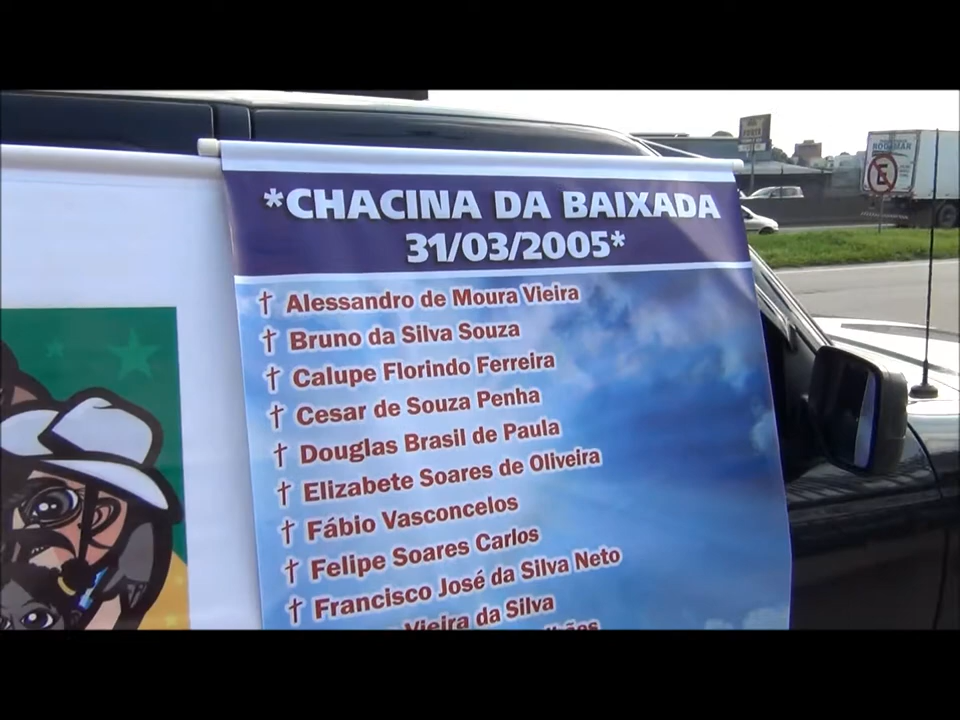 *CHACINA DA BAIXADA
31/03/2005*
† Alessandro de Moura Vieira
† Bruno da Silva Souza
† Calupe Florindo Ferreira
† Cesar de Souza Penha
† Douglas Brasil de Paula
† Elizabete Soares de Oliveira
† Fábio Vasconcelos
† Felipe Soares Carlos
† Francisco José da Silva Neto
Vieira da Silva
E